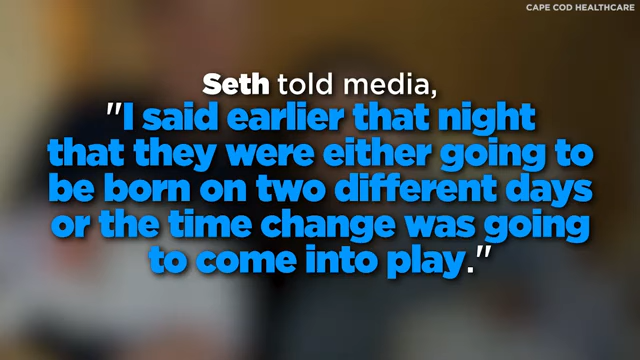 CAPE COD HEALTHCARE
Seth told media,
"I said earlier that night
that they were either going to
be born on two different days
or the time change was going
to come into play."